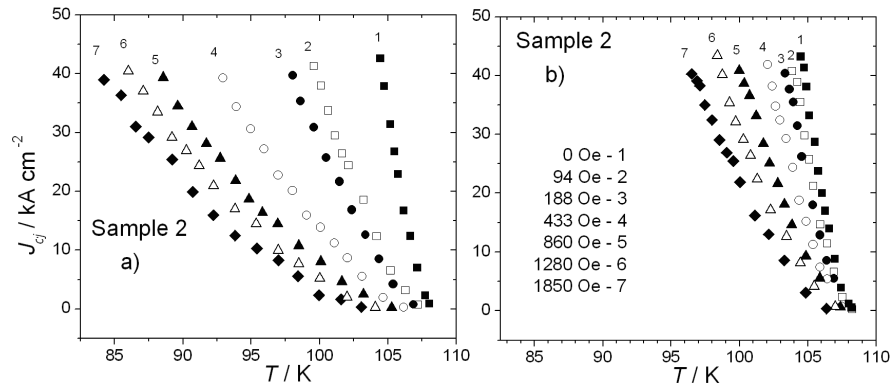 50
40
30
20
10
0
J_cj / kA cm^-2
7
6
5
4
3
2
1
Sample 2
a)
85 90 95 100 105 110
T / K
50
40
30
20
10
0
Sample 2
b)
7
6
5
4
3
2
1
0 Oe - 1
94 Oe - 2
188 Oe - 3
433 Oe - 4
860 Oe - 5
1280 Oe - 6
1850 Oe - 7
85 90 95 100 105 110
T / K